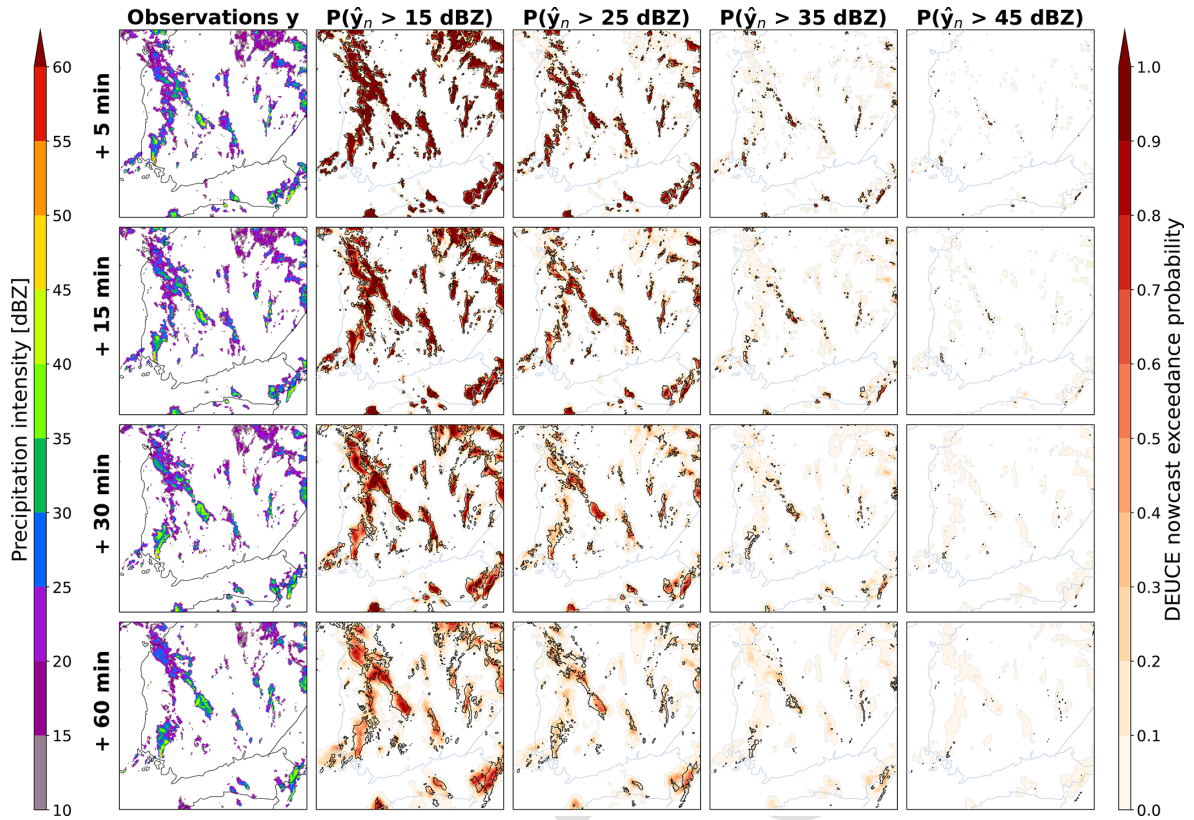 Observations y
P(ŷₙ > 15 dBZ)
P(ŷₙ > 25 dBZ)
P(ŷₙ > 35 dBZ)
P(ŷₙ > 45 dBZ)
+ 5 min
+ 15 min
+ 30 min
+ 60 min
Precipitation intensity [dBZ]
60
55
50
45
40
35
30
25
20
15
10
1.0
0.9
0.8
0.7
0.6
0.5
0.4
0.3
0.2
0.1
0.0
DEUCE nowcast exceedance probability